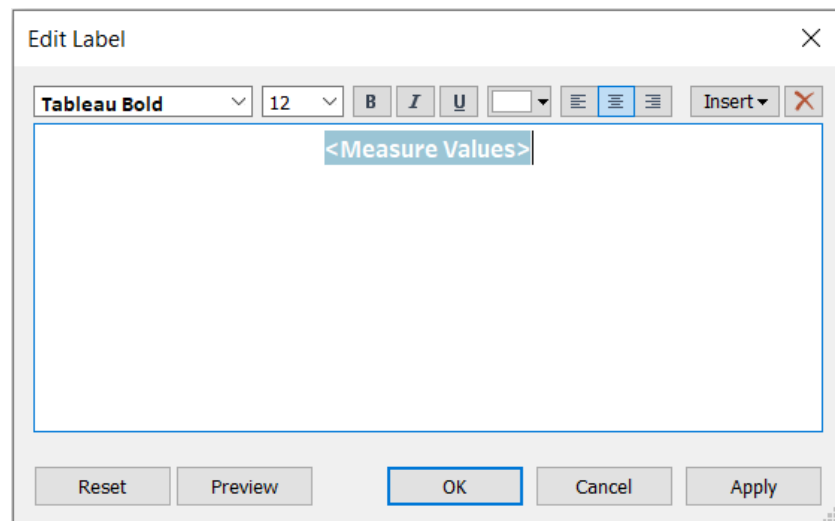 Edit Label
Tableau Bold 12 B I U Insert
<Measure Values>
Reset Preview OK Cancel Apply